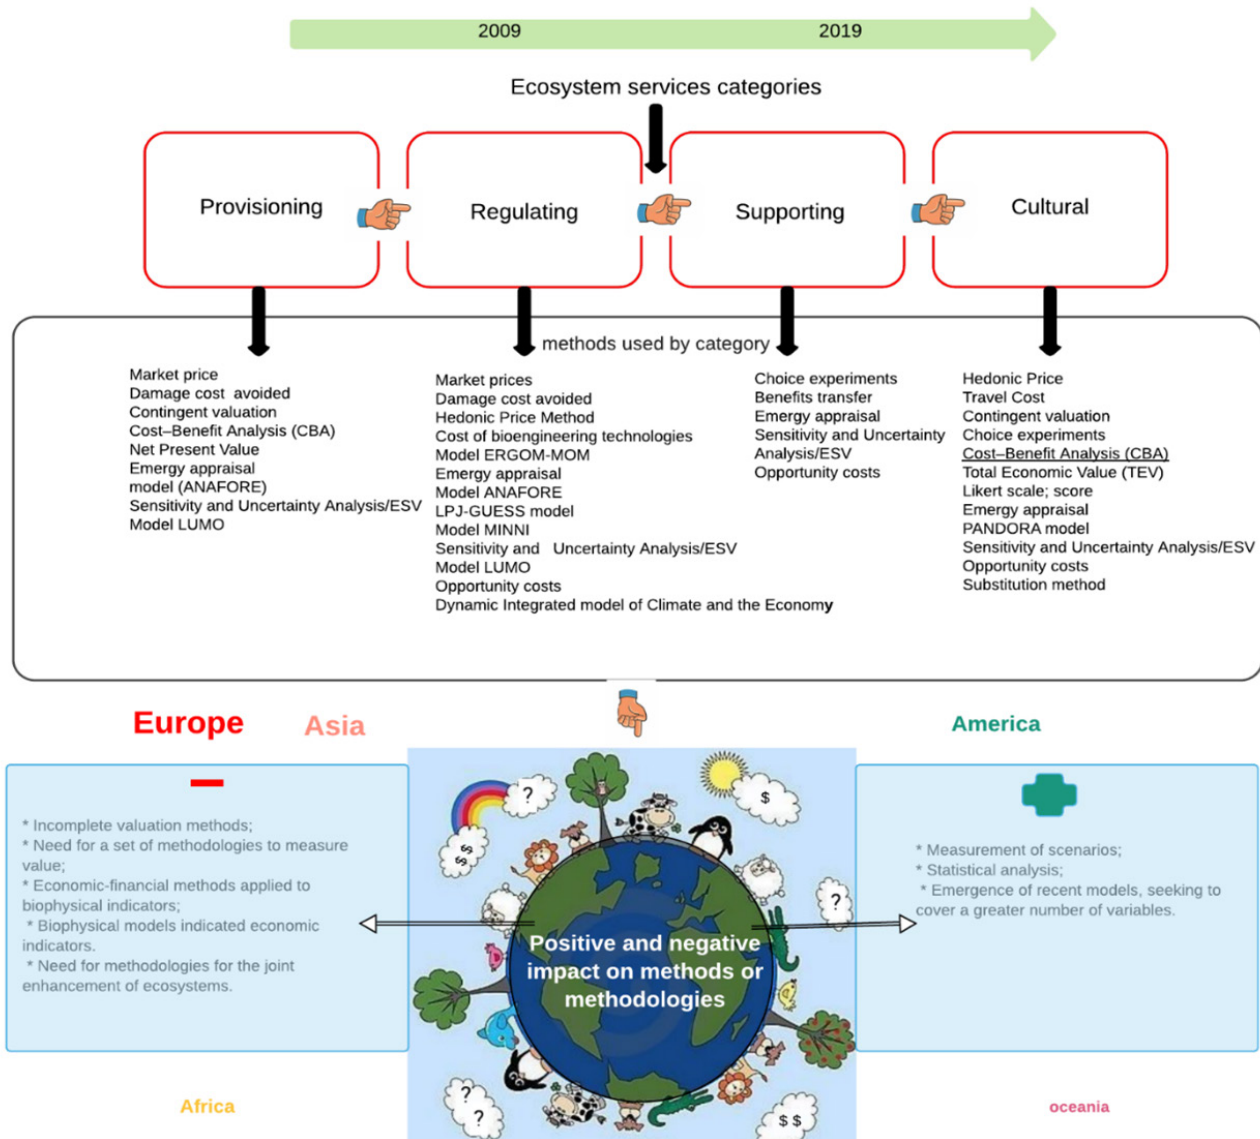 2009 2019
Ecosystem services categories
Provisioning
Regulating
Supporting
Cultural
methods used by category
Market price
Damage cost avoided
Contingent valuation
Cost–Benefit Analysis (CBA)
Net Present Value
Emergy appraisal
model (ANAFORE)
Sensitivity and Uncertainty Analysis/ESV
Model LUMO
Market prices
Damage cost avoided
Hedonic Price Method
Cost of bioengineering technologies
Model ERGOM-MOM
Emergy appraisal
Model ANAFORE
LPJ-GUESS model
Model MINNI
Sensitivity and Uncertainty Analysis/ESV
Model LUMO
Opportunity costs
Dynamic Integrated model of Climate and the Economy
Choice experiments
Benefits transfer
Emergy appraisal
Sensitivity and Uncertainty
Analysis/ESV
Opportunity costs
Hedonic Price
Travel Cost
Contingent valuation
Choice experiments
Cost–Benefit Analysis (CBA)
Total Economic Value (TEV)
Likert scale; score
Emergy appraisal
PANDORA model
Sensitivity and Uncertainty Analysis/ESV
Opportunity costs
Substitution method
Europe
Asia
America
* Incomplete valuation methods;
* Need for a set of methodologies to measure
value;
* Economic-financial methods applied to
biophysical indicators;
* Biophysical models indicated economic
indicators.
* Need for methodologies for the joint
enhancement of ecosystems.
?
$
?
Positive and negative
impact on methods or
methodologies
?
?
$ $
* Measurement of scenarios;
* Statistical analysis;
* Emergence of recent models, seeking to
cover a greater number of variables.
Africa
oceania